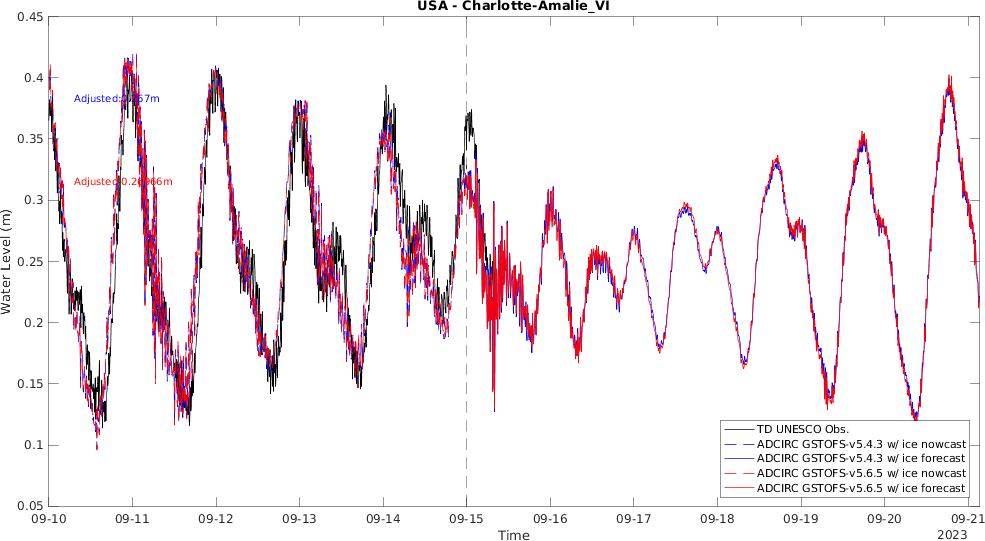 USA - Charlotte-Amalie_VI
Water Level (m)
0.45
0.4
0.35
0.3
0.25
0.2
0.15
0.1
0.05
Adjusted:
Adjusted:
TD UNESCO Obs.
ADCIRC GSTOFS-v5.4.3 w/ ice nowcast
ADCIRC GSTOFS-v5.4.3 w/ ice forecast
ADCIRC GSTOFS-v5.6.5 w/ ice nowcast
ADCIRC GSTOFS-v5.6.5 w/ ice forecast
09-10 09-11 09-12 09-13 09-14 09-15 09-16 09-17 09-18 09-19 09-20 09-21
Time
2023